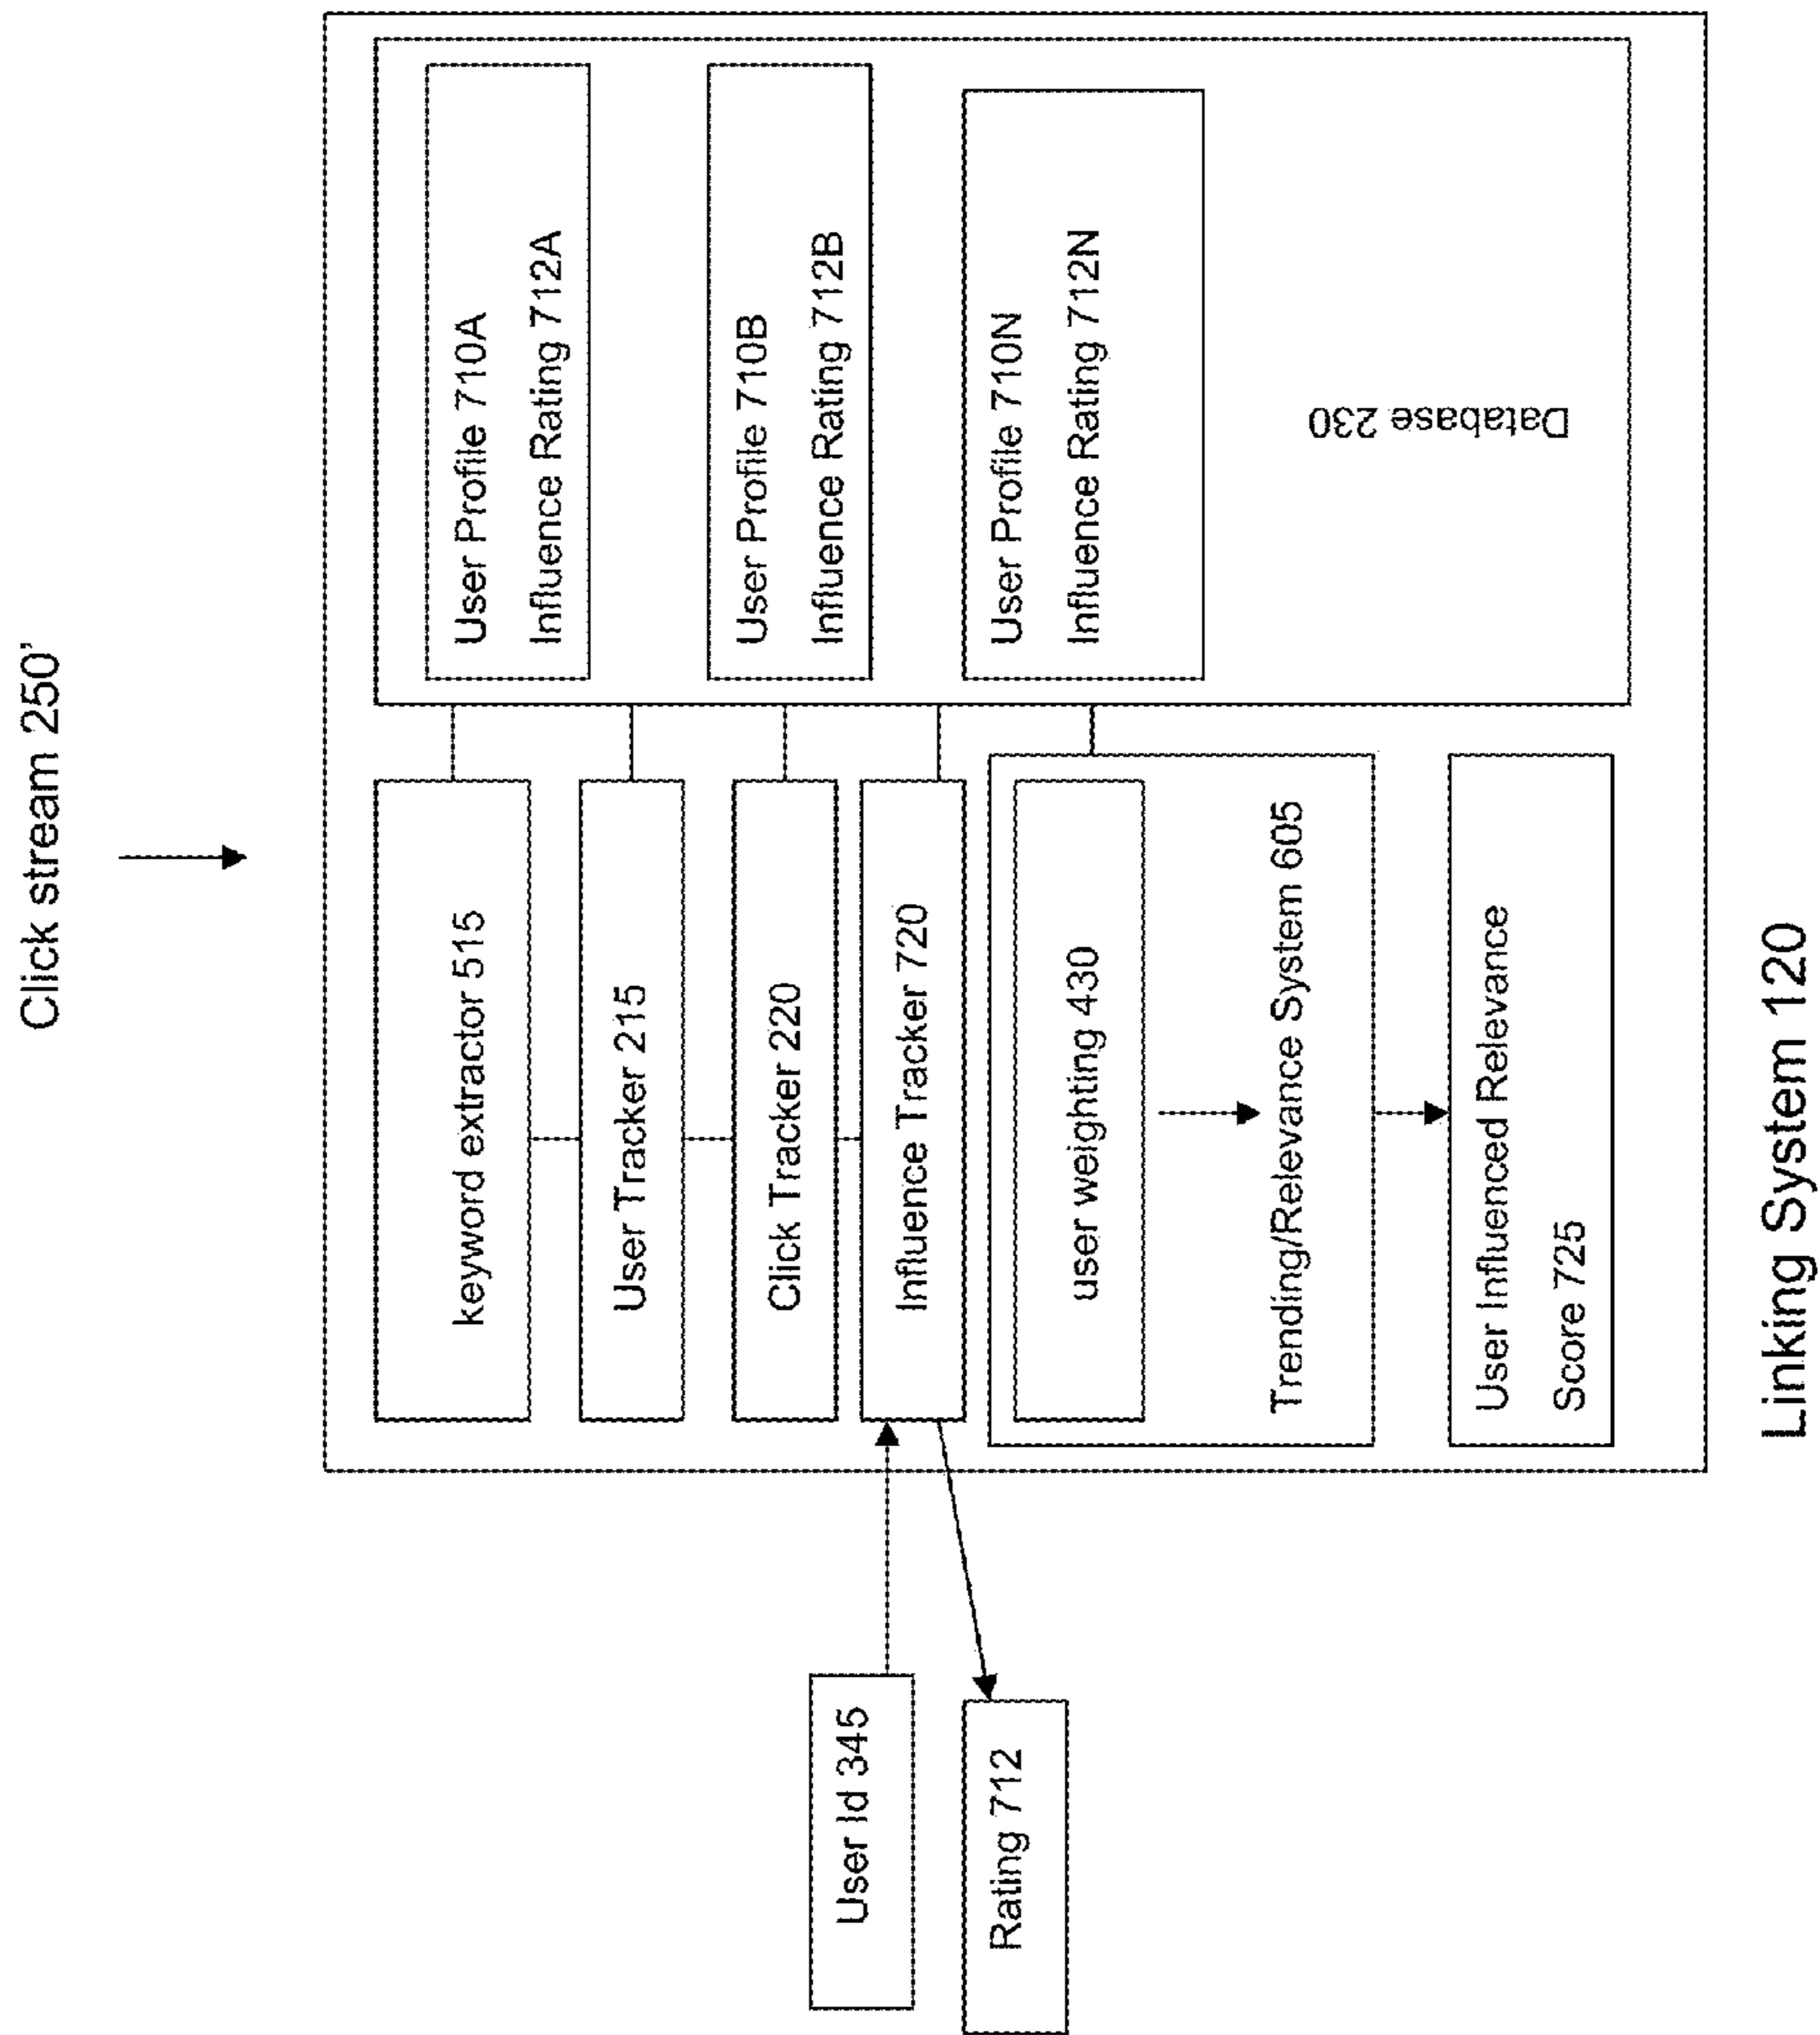 Click stream 250'
keyword extractor 515
User Tracker 215
Click Tracker 220
Influence Tracker 720
user weighting 430
Trending/Relevance System 605
User Influenced Relevance
Score 725
User Profile 710A
Influence Rating 712A
User Profile 710B
Influence Rating 712B
User Profile 710N
Influence Rating 712N
Database 230
User Id 345
Rating 712
Linking System 120